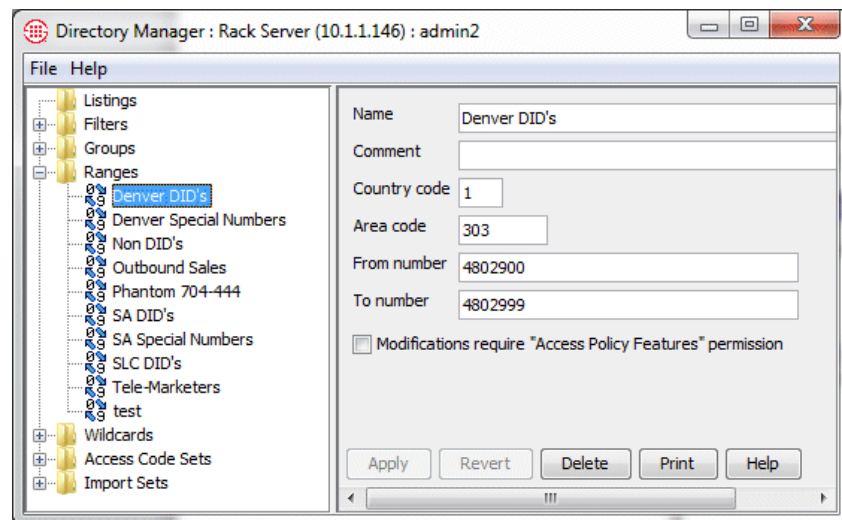 Directory Manager : Rack Server (10.1.1.146) : admin2
File Help
Listings
Filters
Groups
Ranges
Denver DID's
Denver Special Numbers
Non DID's
Outbound Sales
Phantom 704-444
SA DID's
SA Special Numbers
SLC DID's
Tele-Marketers
test
Wildcards
Access Code Sets
Import Sets
Name Denver DID's
Comment
Country code 1
Area code 303
From number 4802900
To number 4802999
Modifications require "Access Policy Features" permission
Apply Revert Delete Print Help